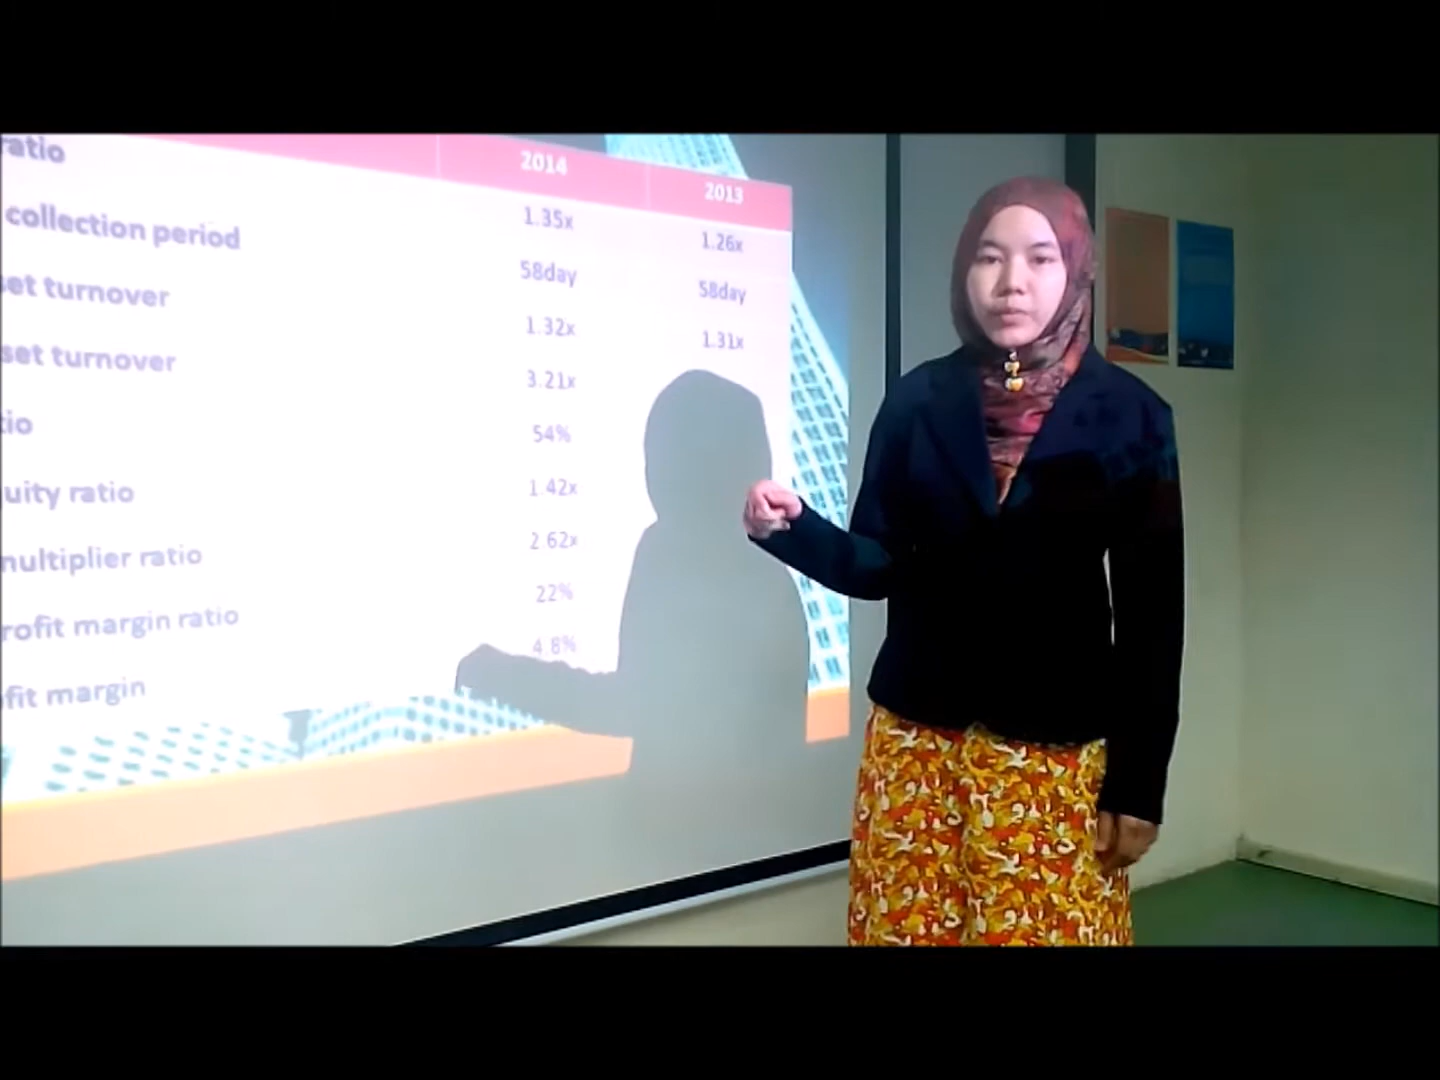 ratio 2014 2013
collection period 1.35x 1.26x
set turnover 58day 58day
set turnover 1.32x 1.31x
tio 3.21x
uity ratio 54%
multiplier ratio 1.42x
rofit margin ratio 2.62x
fit margin 22%
4.8%